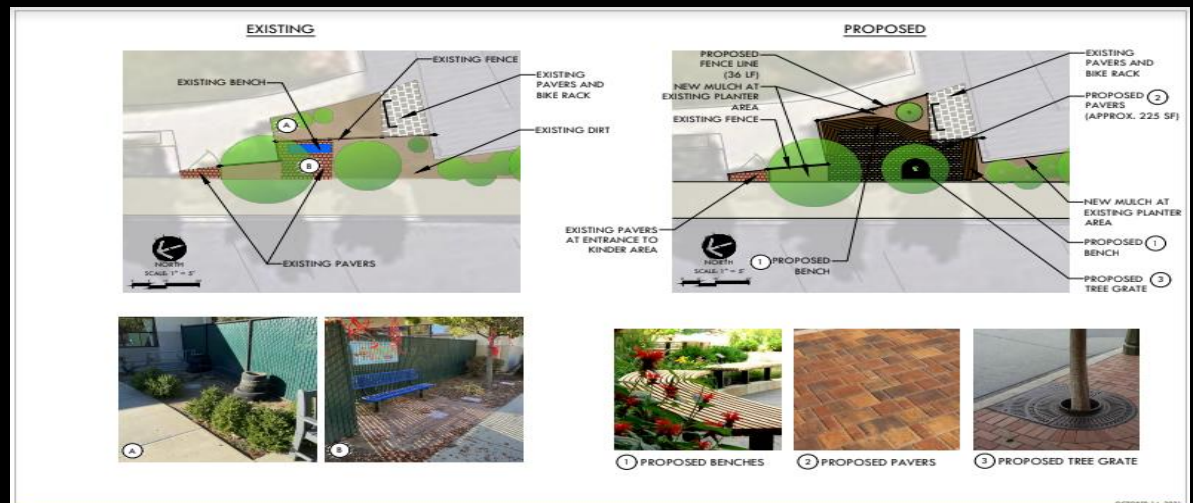 EXISTING
EXISTING BENCH
EXISTING FENCE
EXISTING
PAVERS AND
BIKE RACK
EXISTING DIRT
A
B
NORTH
SCALE: 1" = 5'
EXISTING PAVERS
A
B
PROPOSED
PROPOSED
FENCE LINE
(36 LF)
NEW MULCH AT
EXISTING PLANTER
AREA
EXISTING FENCE
EXISTING
PAVERS AND
BIKE RACK
PROPOSED 2
PAVERS
(APPROX. 225 SF)
NEW MULCH AT
EXISTING PLANTER
AREA
PROPOSED 1
BENCH
PROPOSED 3
TREE GRATE
EXISTING PAVERS
AT ENTRANCE TO
KINDER AREA
1 PROPOSED
BENCH
NORTH
SCALE: 1" = 5'
1 PROPOSED BENCHES
2 PROPOSED PAVERS
3 PROPOSED TREE GRATE